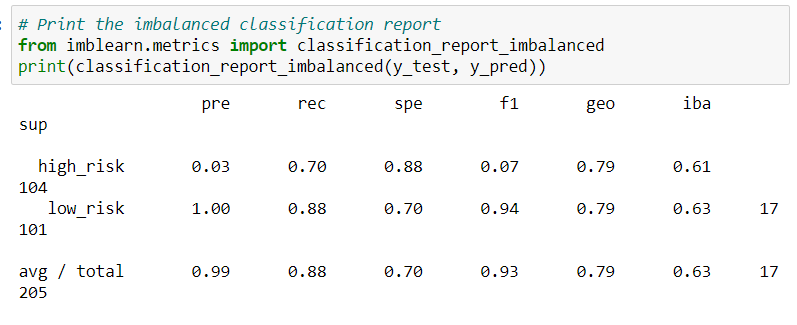 :
# Print the imbalanced classification report
from imblearn.metrics import classification_report_imbalanced
print(classification_report_imbalanced(y_test, y_pred))
pre rec spe f1 geo iba
sup
high_risk 0.03 0.70 0.88 0.07 0.79 0.61
104
low_risk 1.00 0.88 0.70 0.94 0.79 0.63 17
101
avg / total 0.99 0.88 0.70 0.93 0.79 0.63 17
205